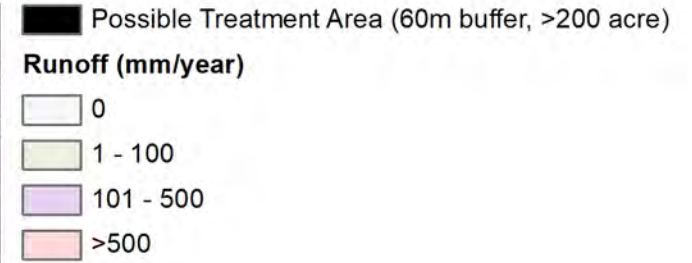 Possible Treatment Area (60m buffer, >200 acre)
Runoff (mm/year)
0
1 - 100
101 - 500
>500